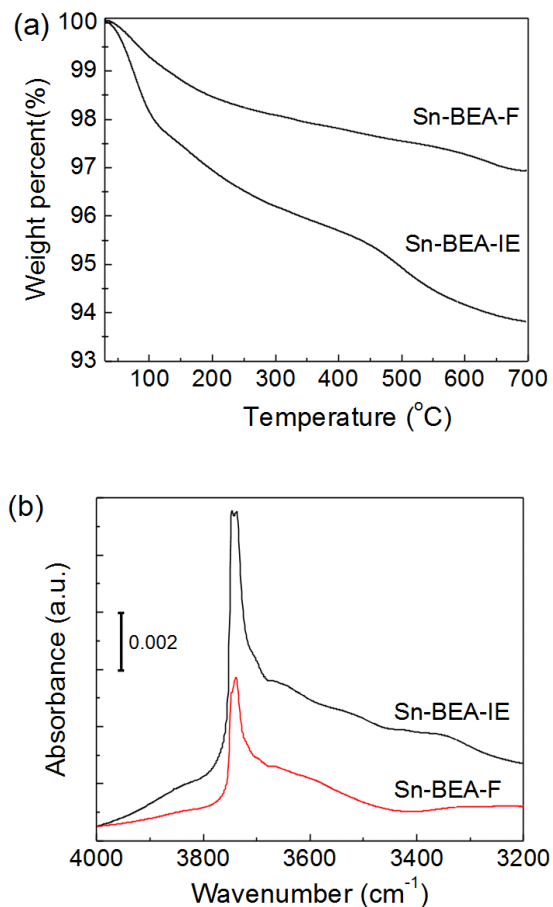 (a)
100
99
98
97
96
95
94
93
Weight percent(%)
Sn-BEA-F
Sn-BEA-IE
100 200 300 400 500 600 700
Temperature (°C)
(b)
Absorbance (a.u.)
0.002
Sn-BEA-IE
Sn-BEA-F
4000 3800 3600 3400 3200
Wavenumber (cm⁻¹)